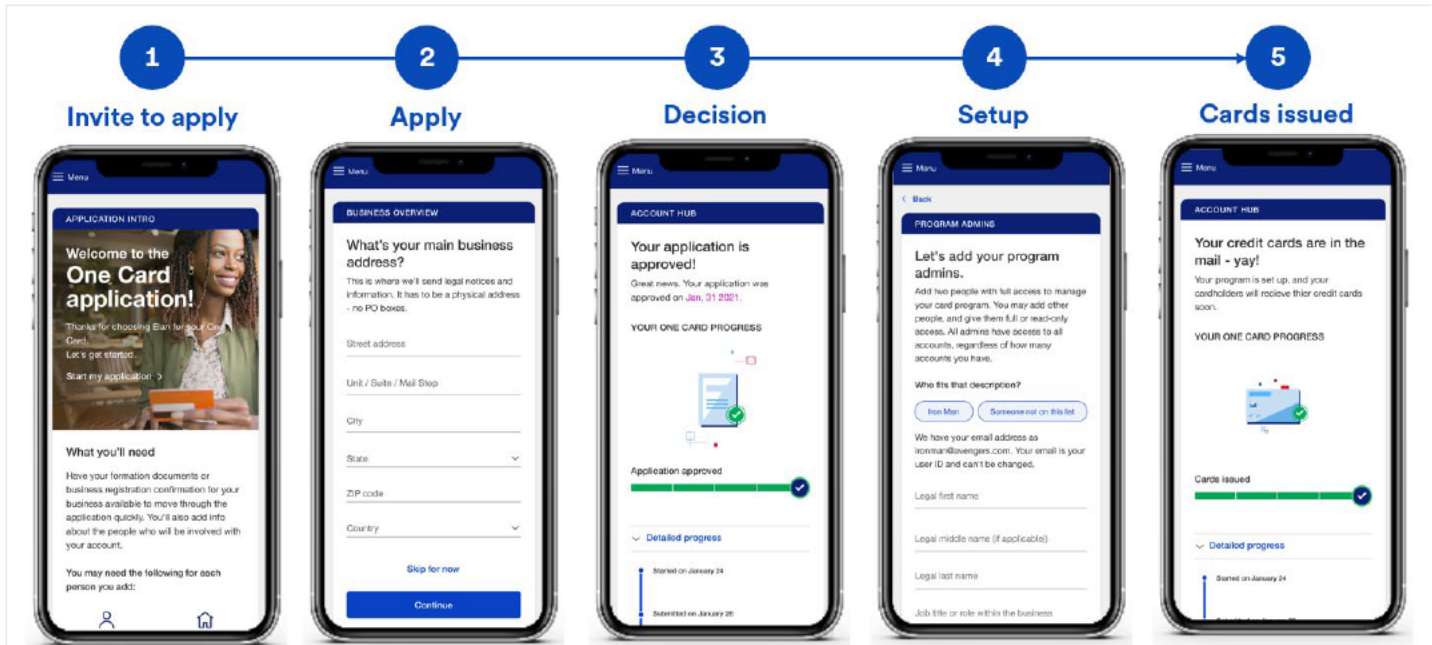 1
2
3
4
5
Invite to apply
Apply
Decision
Setup
Cards issued
Menu
APPLICATION INTRO
Welcome to the
One Card
application!
Thanks for choosing Elan for your One
Card.
Let's get started.
Start my application >
What you'll need
Have your formation documents or
business registration confirmation for your
business available to move through the
application quickly. You'll also add info
about the people who will be involved with
your account.
You may need the following for each
person you add:
Menu
BUSINESS OVERVIEW
What's your main business
address?
This is where we'll send legal notices and
information. It has to be a physical address
- no PO boxes.
Street address
Unit / Suite / Mail Stop
City
State
ZIP code
Country
Skip for now
Continue
Menu
ACCOUNT HUB
Your application is
approved!
Great news. Your application was
approved on Jan. 31 2021.
YOUR ONE CARD PROGRESS
Application approved
Detailed progress
Started on January 24
Submitted on January 28
Menu
< Back
PROGRAM ADMINS
Let's add your program
admins.
Add two people with full access to manage
your card program. You may add other
people, and give them full or read-only
access. All admins have access to all
accounts, regardless of how many
accounts you have.
Who fits that description?
Iron Man
Someone not on this list
We have your email address as
Ironman@avengers.com. Your email is your
user ID and can't be changed.
Legal first name
Legal middle name (if applicable)
Legal last name
Job title or role within the business
Menu
ACCOUNT HUB
Your credit cards are in the
mail - yay!
Your program is set up, and your
cardholders will recieve thier credit cards
soon.
YOUR ONE CARD PROGRESS
Cards issued
Detailed progress
Started on January 24